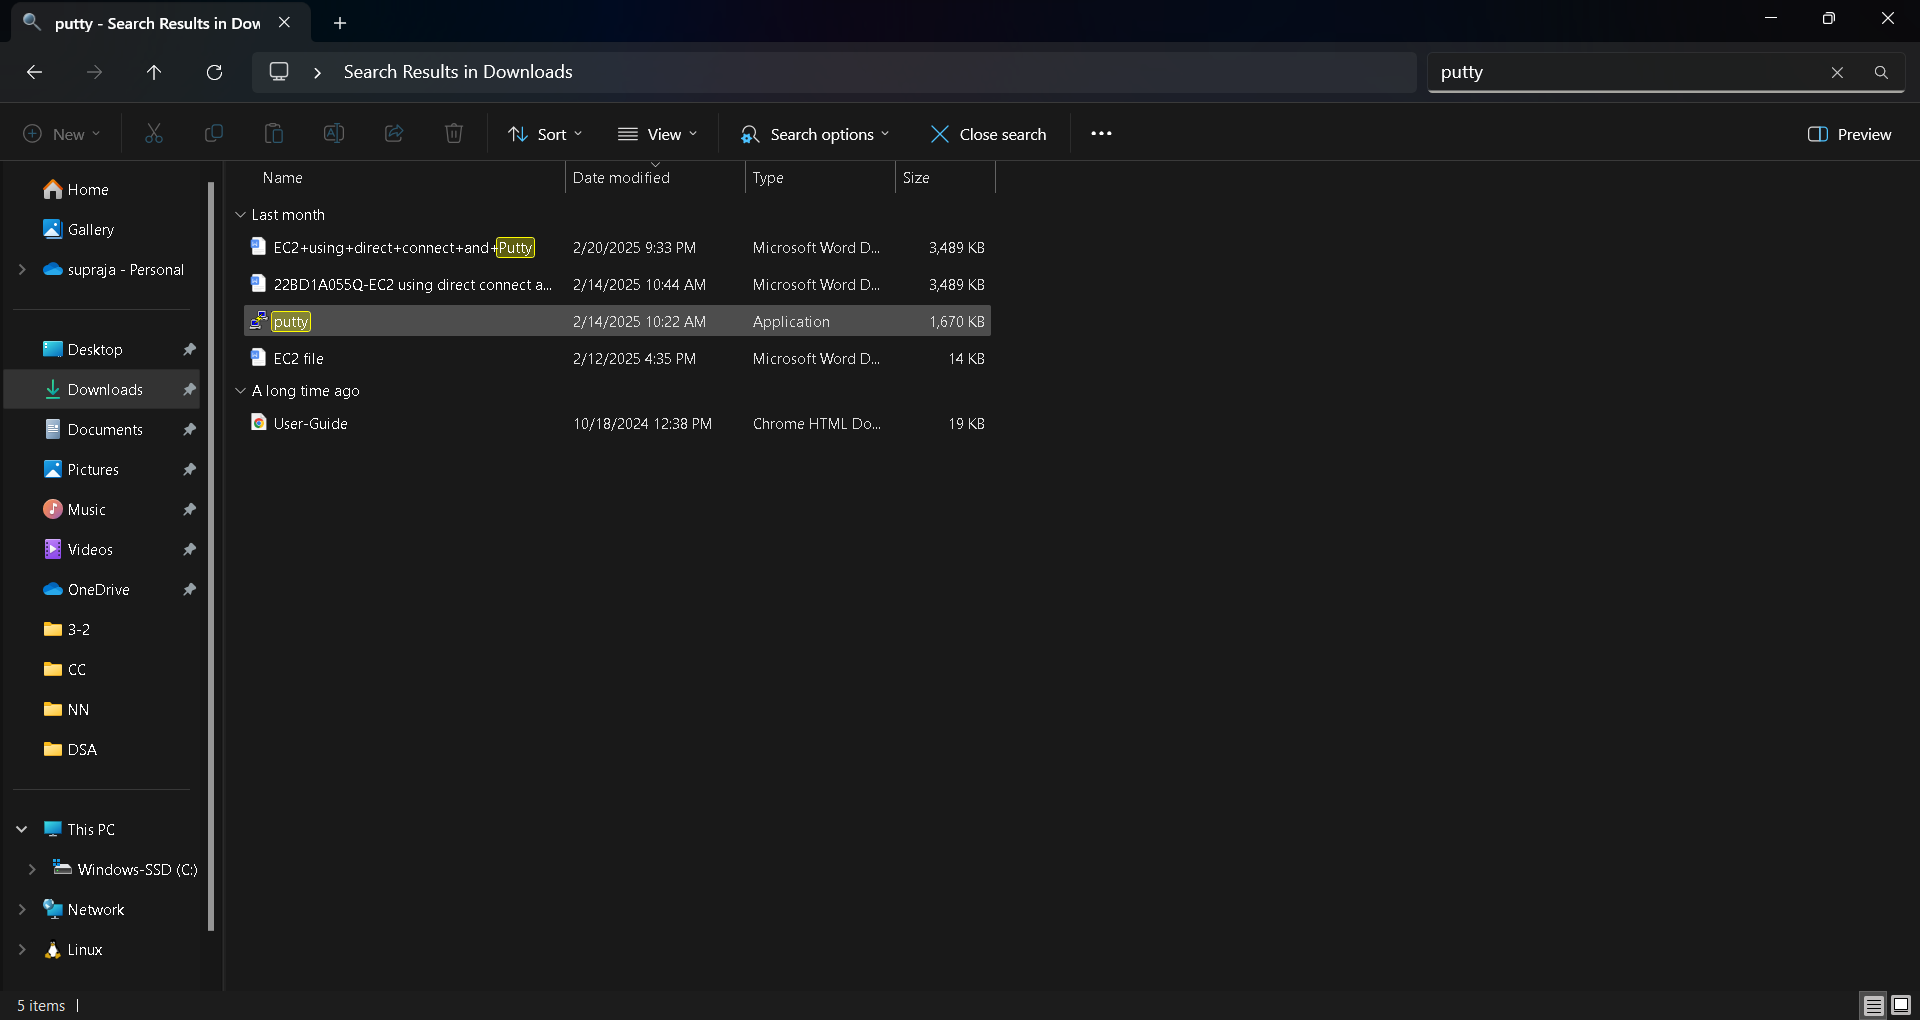 putty - Search Results in Dow
Search Results in Downloads
putty
New
Sort
View
Search options
Close search
Preview
Name Date modified Type Size
Last month
EC2+using+direct+connect+and+Putty 2/20/2025 9:33 PM Microsoft Word D... 3,489 KB
22BD1A055Q-EC2 using direct connect a... 2/14/2025 10:44 AM Microsoft Word D... 3,489 KB
putty 2/14/2025 10:22 AM Application 1,670 KB
EC2 file 2/12/2025 4:35 PM Microsoft Word D... 14 KB
A long time ago
User-Guide 10/18/2024 12:38 PM Chrome HTML Do... 19 KB
Home
Gallery
supraja - Personal
Desktop
Downloads
Documents
Pictures
Music
Videos
OneDrive
3-2
CC
NN
DSA
This PC
Windows-SSD (C:)
Network
Linux
5 items